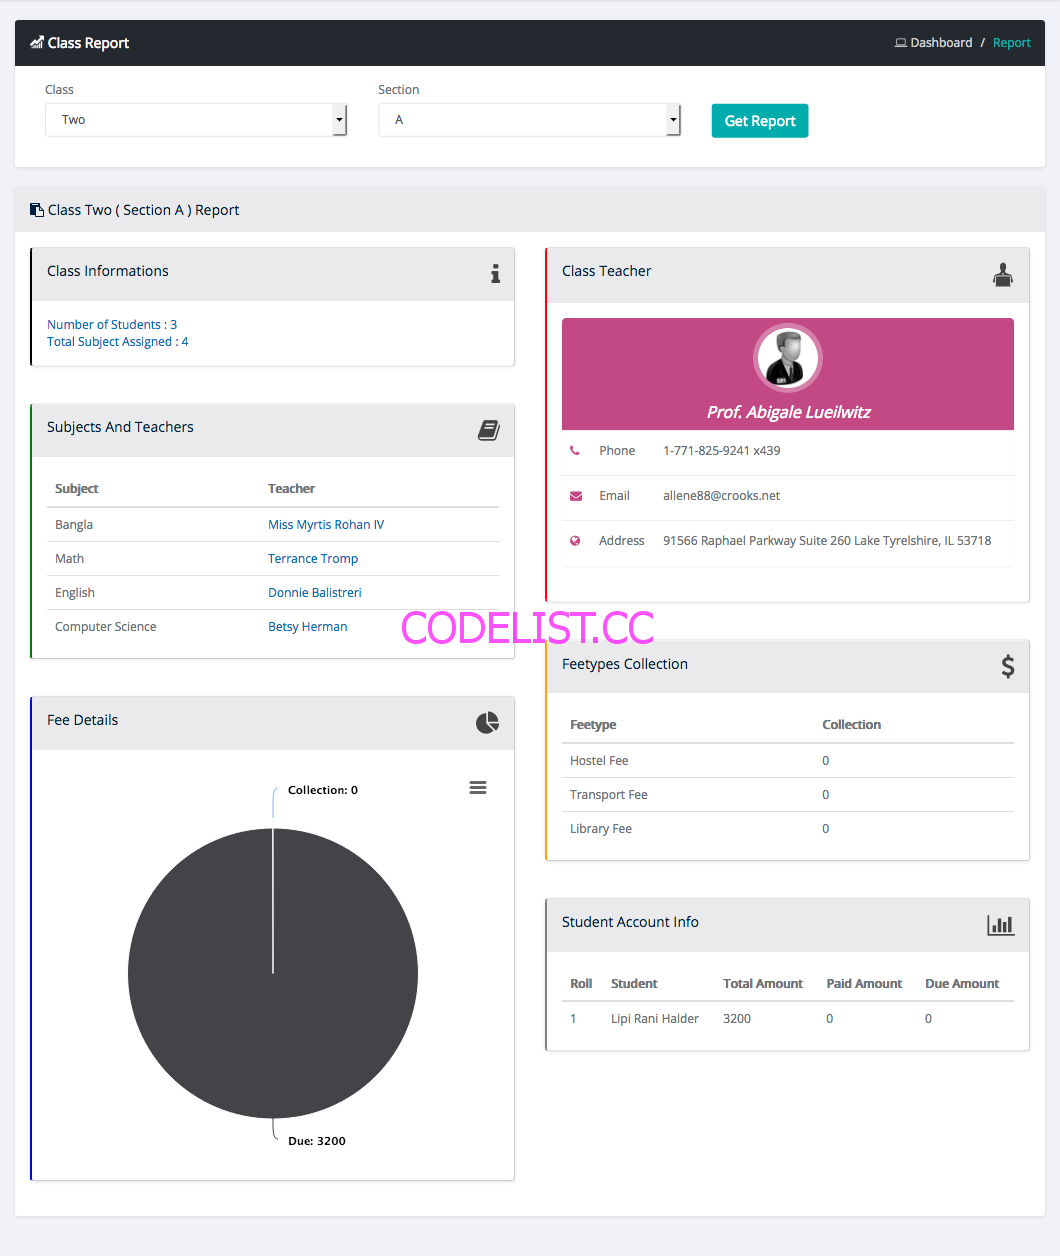 Class Report
Dashboard / Report
Class
Section
Two
A
Get Report
Class Two ( Section A ) Report
Class Informations
Number of Students : 3
Total Subject Assigned : 4
Subjects And Teachers
Subject Teacher
Bangla Miss Myrtis Rohan IV
Math Terrance Tromp
English Donnie Balistreri
Computer Science Betsy Herman
Fee Details
Collection: 0
Due: 3200
Class Teacher
Prof. Abigale Lueilwitz
Phone 1-771-825-9241 x439
Email allene88@crooks.net
Address 91566 Raphael Parkway Suite 260 Lake Tyrelshire, IL 53718
CODELIST.CC
Feetypes Collection
Feetype Collection
Hostel Fee 0
Transport Fee 0
Library Fee 0
Student Account Info
Roll Student Total Amount Paid Amount Due Amount
1 Lipi Rani Halder 3200 0 0